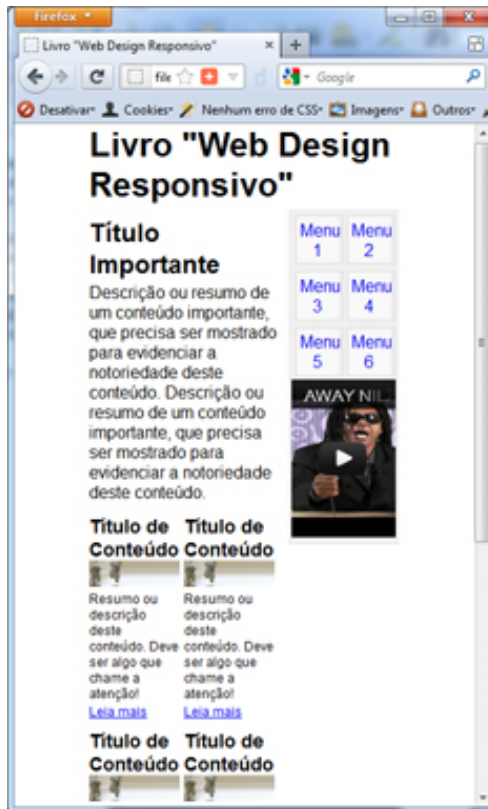 Firefox
Livro "Web Design Responsivo"
file
Google
Desativar
Cookies
Nenhum erro de CSS
Imagens
Outros
Livro "Web Design
Responsivo"
Título
Importante
Descrição ou resumo de
um conteúdo importante,
que precisa ser mostrado
para evidenciar a
notoriedade deste
conteúdo. Descrição ou
resumo de um conteúdo
importante, que precisa
ser mostrado para
evidenciar a notoriedade
deste conteúdo.
Menu
1
Menu
2
Menu
3
Menu
4
Menu
5
Menu
6
AWAY NIL
Título de
Conteúdo
Resumo ou
descrição
deste
conteúdo. Deve
ser algo que
chame a
atenção!
Leia mais
Título de
Conteúdo
Resumo ou
descrição
deste
conteúdo. Deve
ser algo que
chame a
atenção!
Leia mais
Título de
Conteúdo
Título de
Conteúdo